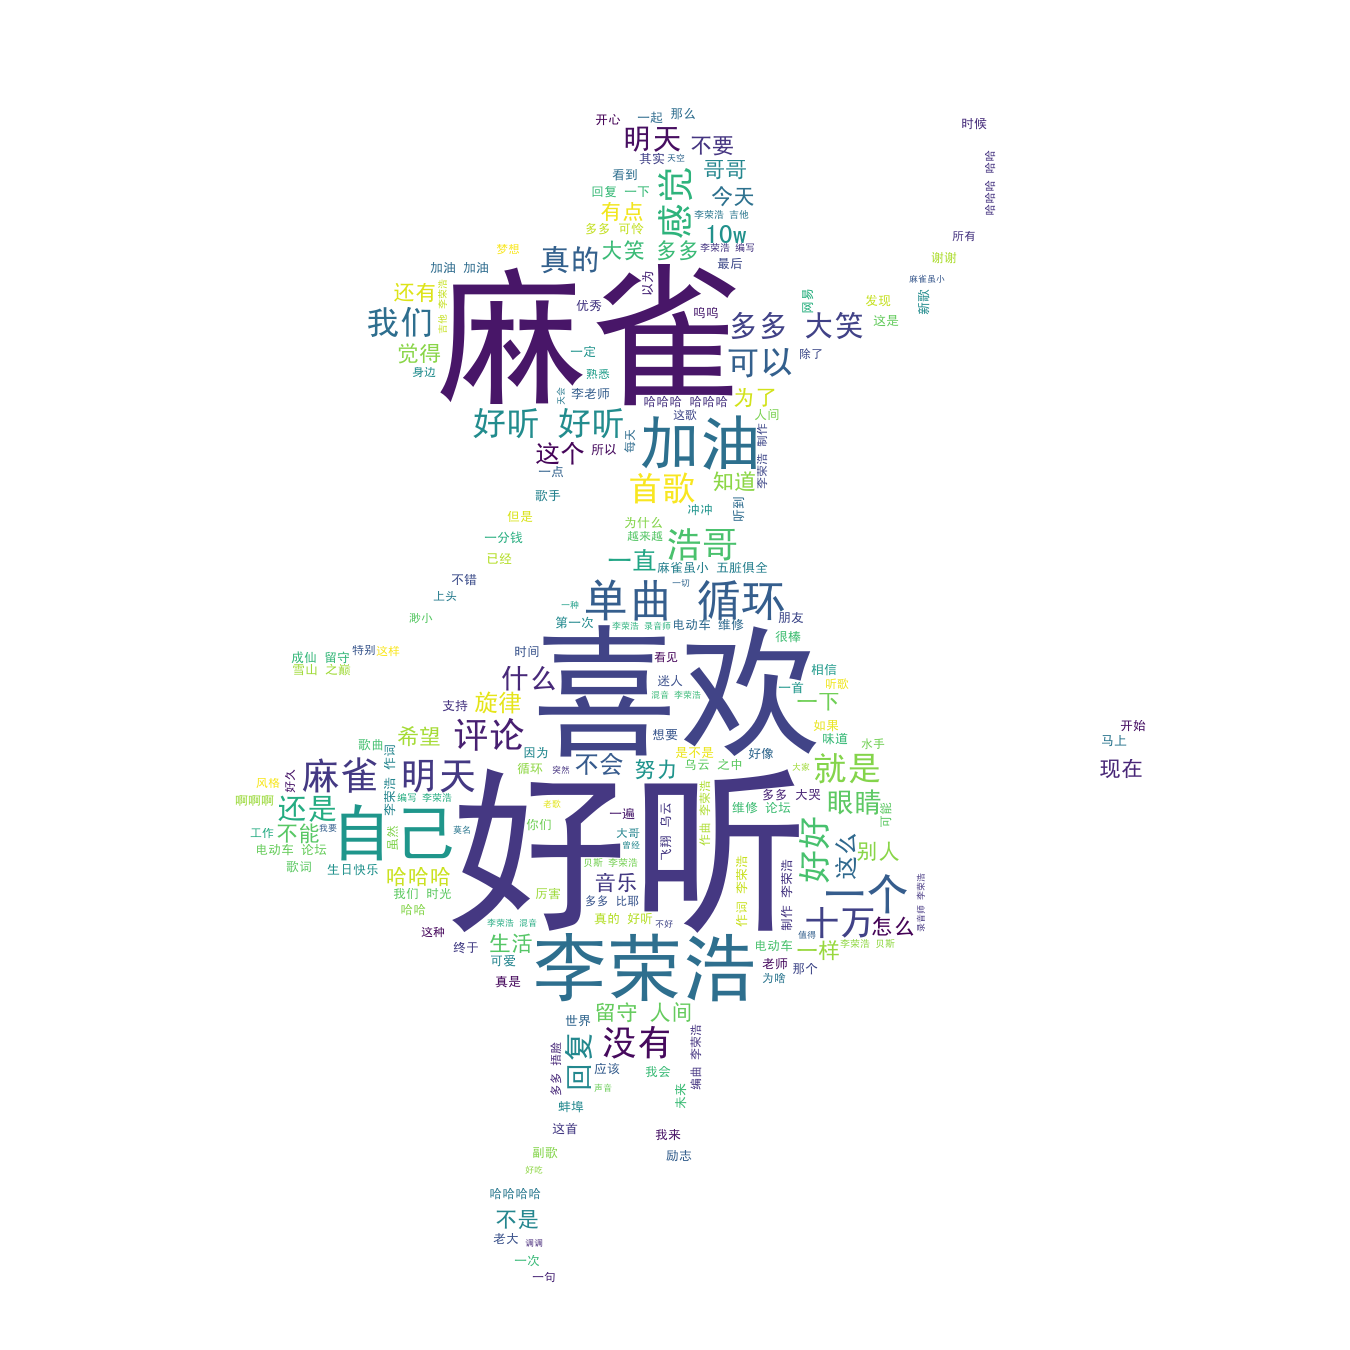 开心 一起 那么
时候
明天 不要
其实 天空
哈哈哈 哈哈
看到 感觉 哥哥
回复 一下 今天
有点 李荣浩 吉他
多多 可怜 10w
所有
梦想 真的 大笑 多多 李荣浩 编写
谢谢
加油 加油 最后
麻雀虽小
还有 吉他 李荣浩 以为 网易 发现 新歌
优秀 呜呜
我们 麻雀 多多 大笑 这是
觉得 一定 可以 除了
身边 熟悉
天会 李老师 哈哈哈 哈哈哈 为了
好听 好听 这歌 人间
加油 李荣浩 制作
这个 所以 每天
一点 首歌 知道
歌手 听到
但是 为什么 冲冲
一分钱 越来越 浩哥
已经 一直 麻雀虽小 五脏俱全
不错 一切
上头 单曲 循环
一种
渺小 第一次 李荣浩 录音师 电动车 维修 朋友
很棒
特别 这样 时间 喜欢 看见
成仙 留守
雪山 之巅 什么 迷人 相信
混音 李荣浩 一首 听歌
支持 旋律 一下
评论 想要 如果
开始
希望 味道
歌曲 因为 是不是 好像 水手
马上
麻雀 明天 循环 突然 不会 努力 乌云 之中 大家 就是
现在
风格 好久 李荣浩 作词
啊啊啊 还是 编写 李荣浩 老歌 好听 作曲 李荣浩 多多 大哭 眼睛
自己 一遍 飞翔 乌云 维修 论坛 可能
工作 不能 我要 虽然 莫名 你们 大哥
曾经 好好 这么 别人
电动车 论坛
歌词 生日快乐 贝斯 李荣浩
哈哈哈 音乐 作词 李荣浩 制作 李荣浩 一个
我们 时光 厉害 多多 比耶
哈哈 真的 好听 不好 十万 怎么 录音师 李荣浩
李荣浩 混音
这种 值得
终于 生活 李荣浩 电动车 一样 李荣浩 贝斯
可爱 老师 那个
真是 为啥
留守 人间
世界
回复 没有 编曲 李荣浩
多多 捂脸 应该 我会
声音 未来
蚌埠
这首 我来
副歌 励志
好吃
哈哈哈哈
不是
老大 调调
一次
一句